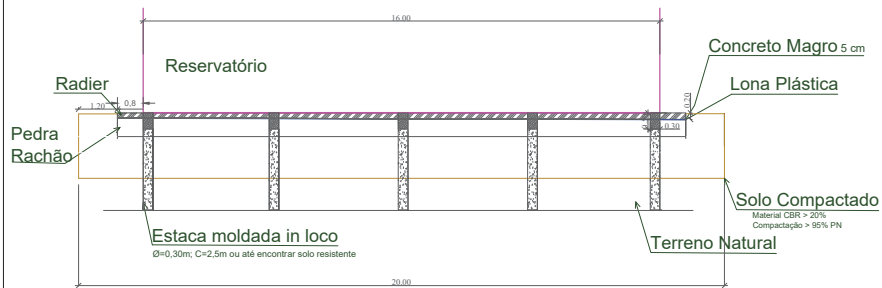 16.00
Concreto Magro 5 cm
Reservatório
Radier
Lona Plástica
0,8
1.20
0.20
0.30
Pedra
Rachão
Solo Compactado
Material CBR > 20%
Compactação > 95% PN
Estaca moldada in loco
Ø=0,30m; C=2,5m ou até encontrar solo resistente
Terreno Natural
20.00